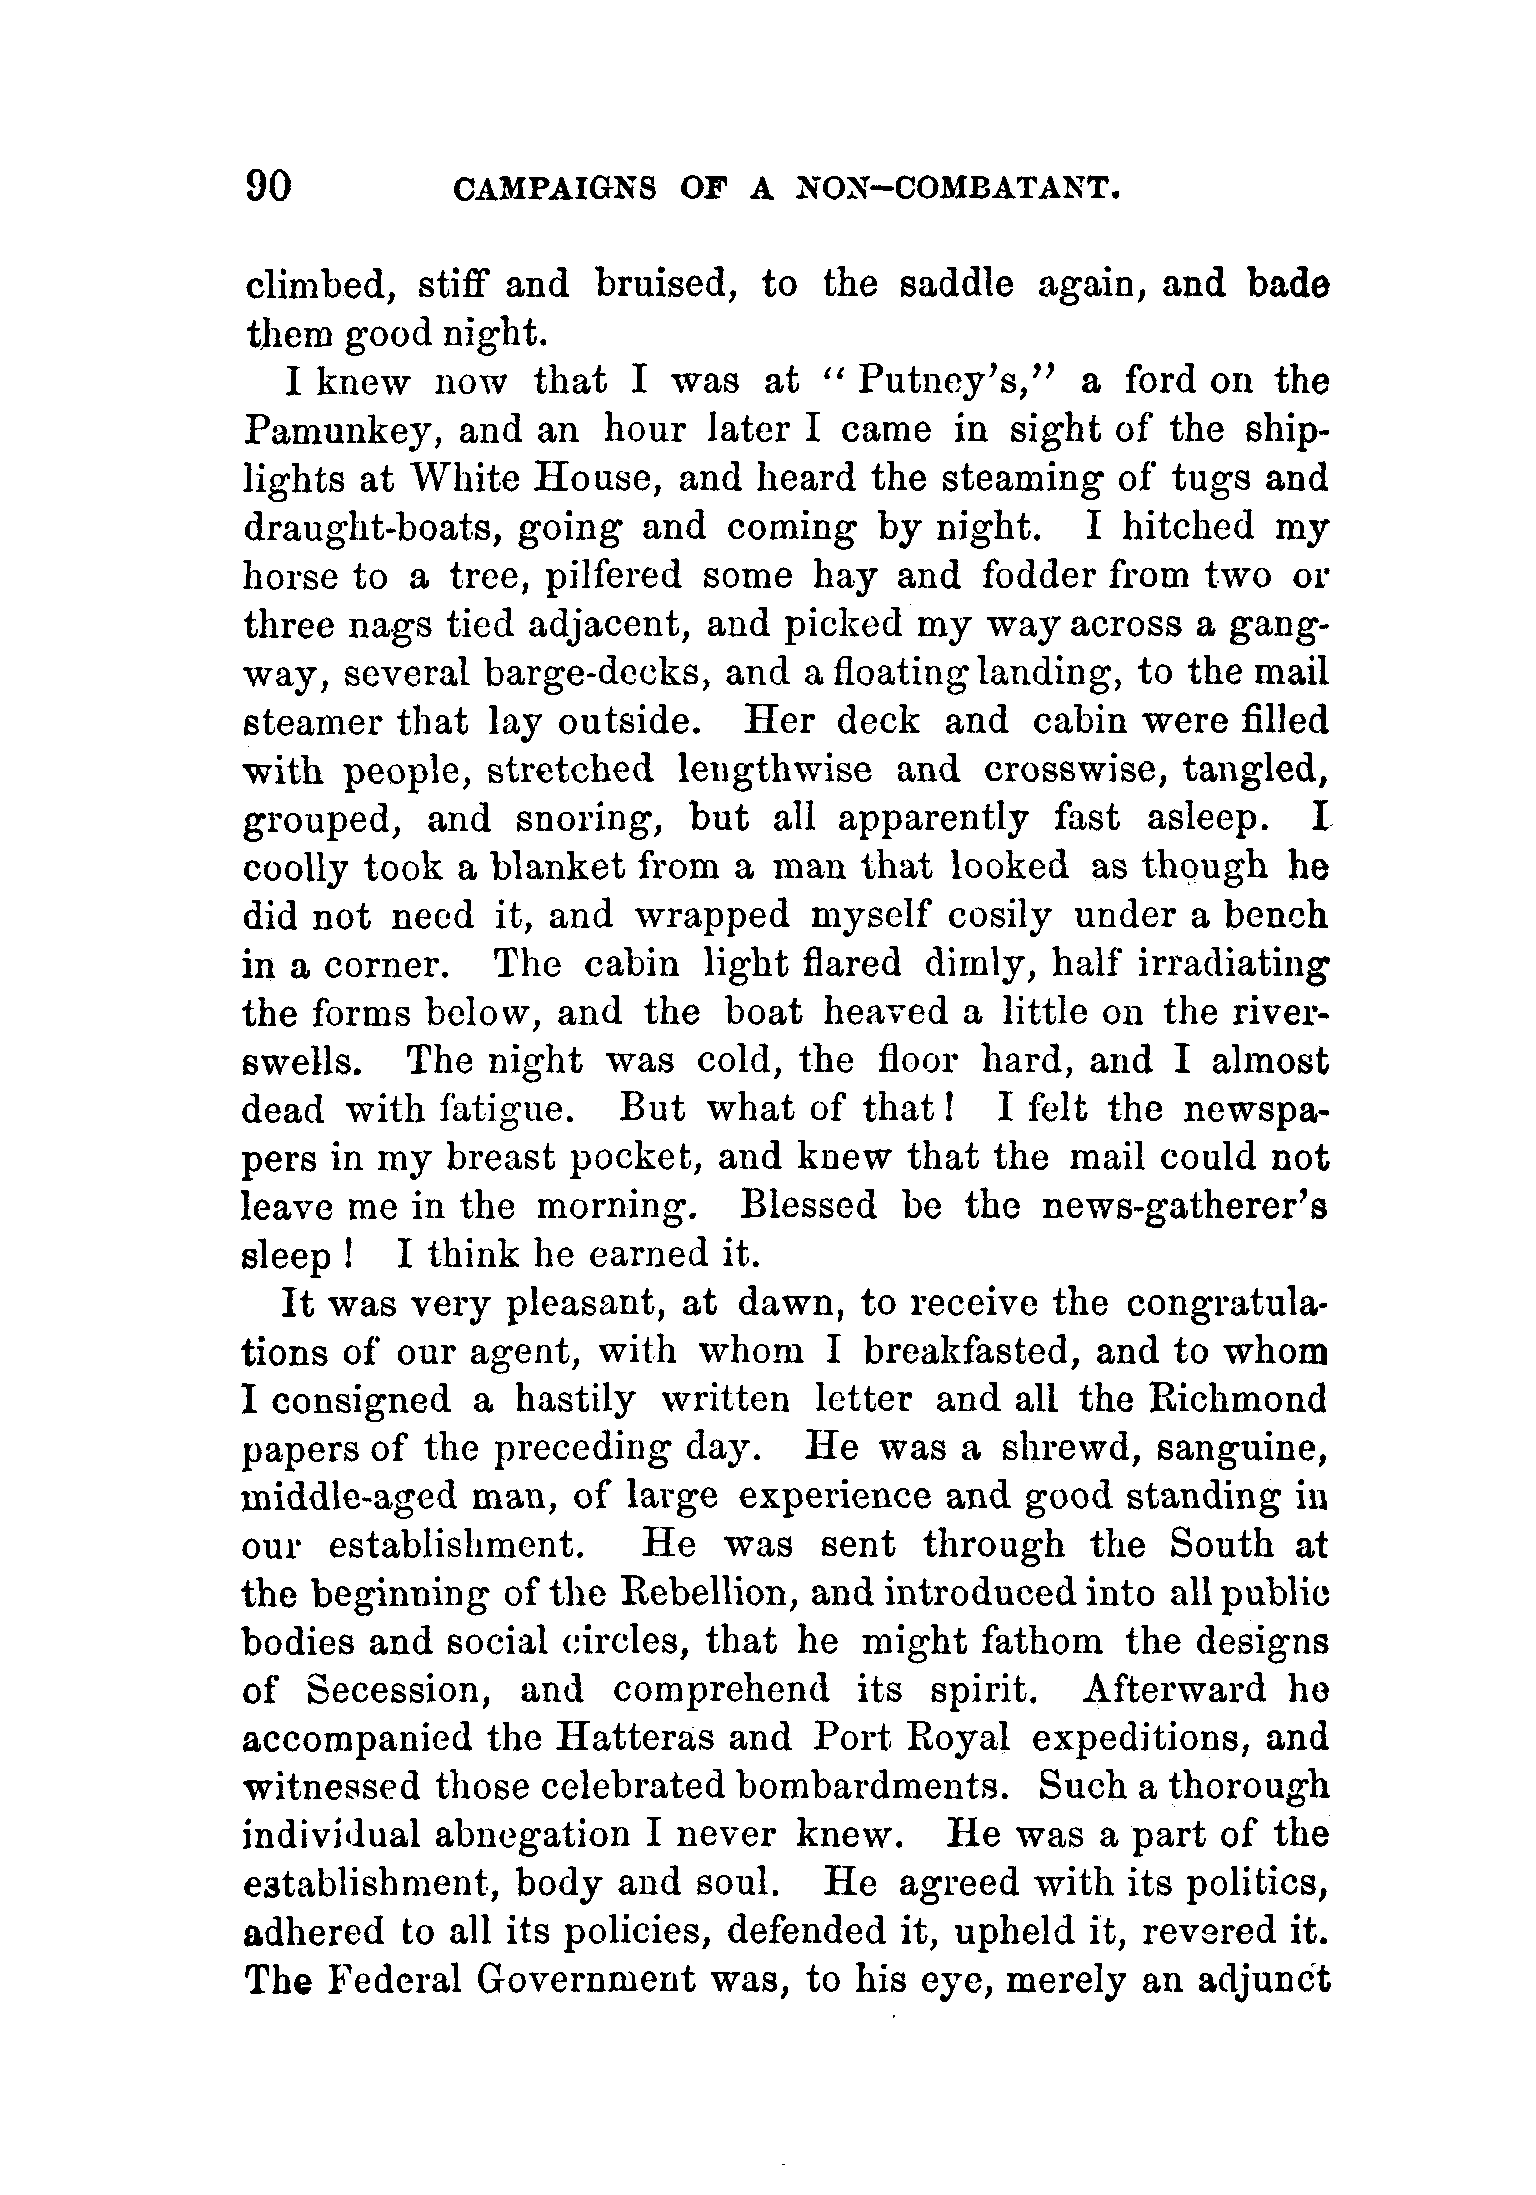 90 CAMPAIGNS OF A NON-COMBATANT.
climbed, stiff and bruised, to the saddle again, and bade
them good night.
I knew now that I was at “Putney’s,” a ford on the
Pamunkey, and an hour later I came in sight of the ship-
lights at White House, and heard the steaming of tugs and
draught-boats, going and coming by night. I hitched my
horse to a tree, pilfered some hay and fodder from two or
three nags tied adjacent, and picked my way across a gang-
way, several barge-decks, and a floating landing, to the mail
steamer that lay outside. Her deck and cabin were filled
with people, stretched lengthwise and crosswise, tangled,
grouped, and snoring, but all apparently fast asleep. I
coolly took a blanket from a man that looked as though he
did not need it, and wrapped myself cosily under a bench
in a corner. The cabin light flared dimly, half irradiating
the forms below, and the boat heaved a little on the river-
swells. The night was cold, the floor hard, and I almost
dead with fatigue. But what of that! I felt the newspa-
pers in my breast pocket, and knew that the mail could not
leave me in the morning. Blessed be the news-gatherer’s
sleep! I think he earned it.
It was very pleasant, at dawn, to receive the congratula-
tions of our agent, with whom I breakfasted, and to whom
I consigned a hastily written letter and all the Richmond
papers of the preceding day. He was a shrewd, sanguine,
middle-aged man, of large experience and good standing in
our establishment. He was sent through the South at
the beginning of the Rebellion, and introduced into all public
bodies and social circles, that he might fathom the designs
of Secession, and comprehend its spirit. Afterward he
accompanied the Hatteras and Port Royal expeditions, and
witnessed those celebrated bombardments. Such a thorough
individual abnegation I never knew. He was a part of the
establishment, body and soul. He agreed with its politics,
adhered to all its policies, defended it, upheld it, revered it.
The Federal Government was, to his eye, merely an adjunct